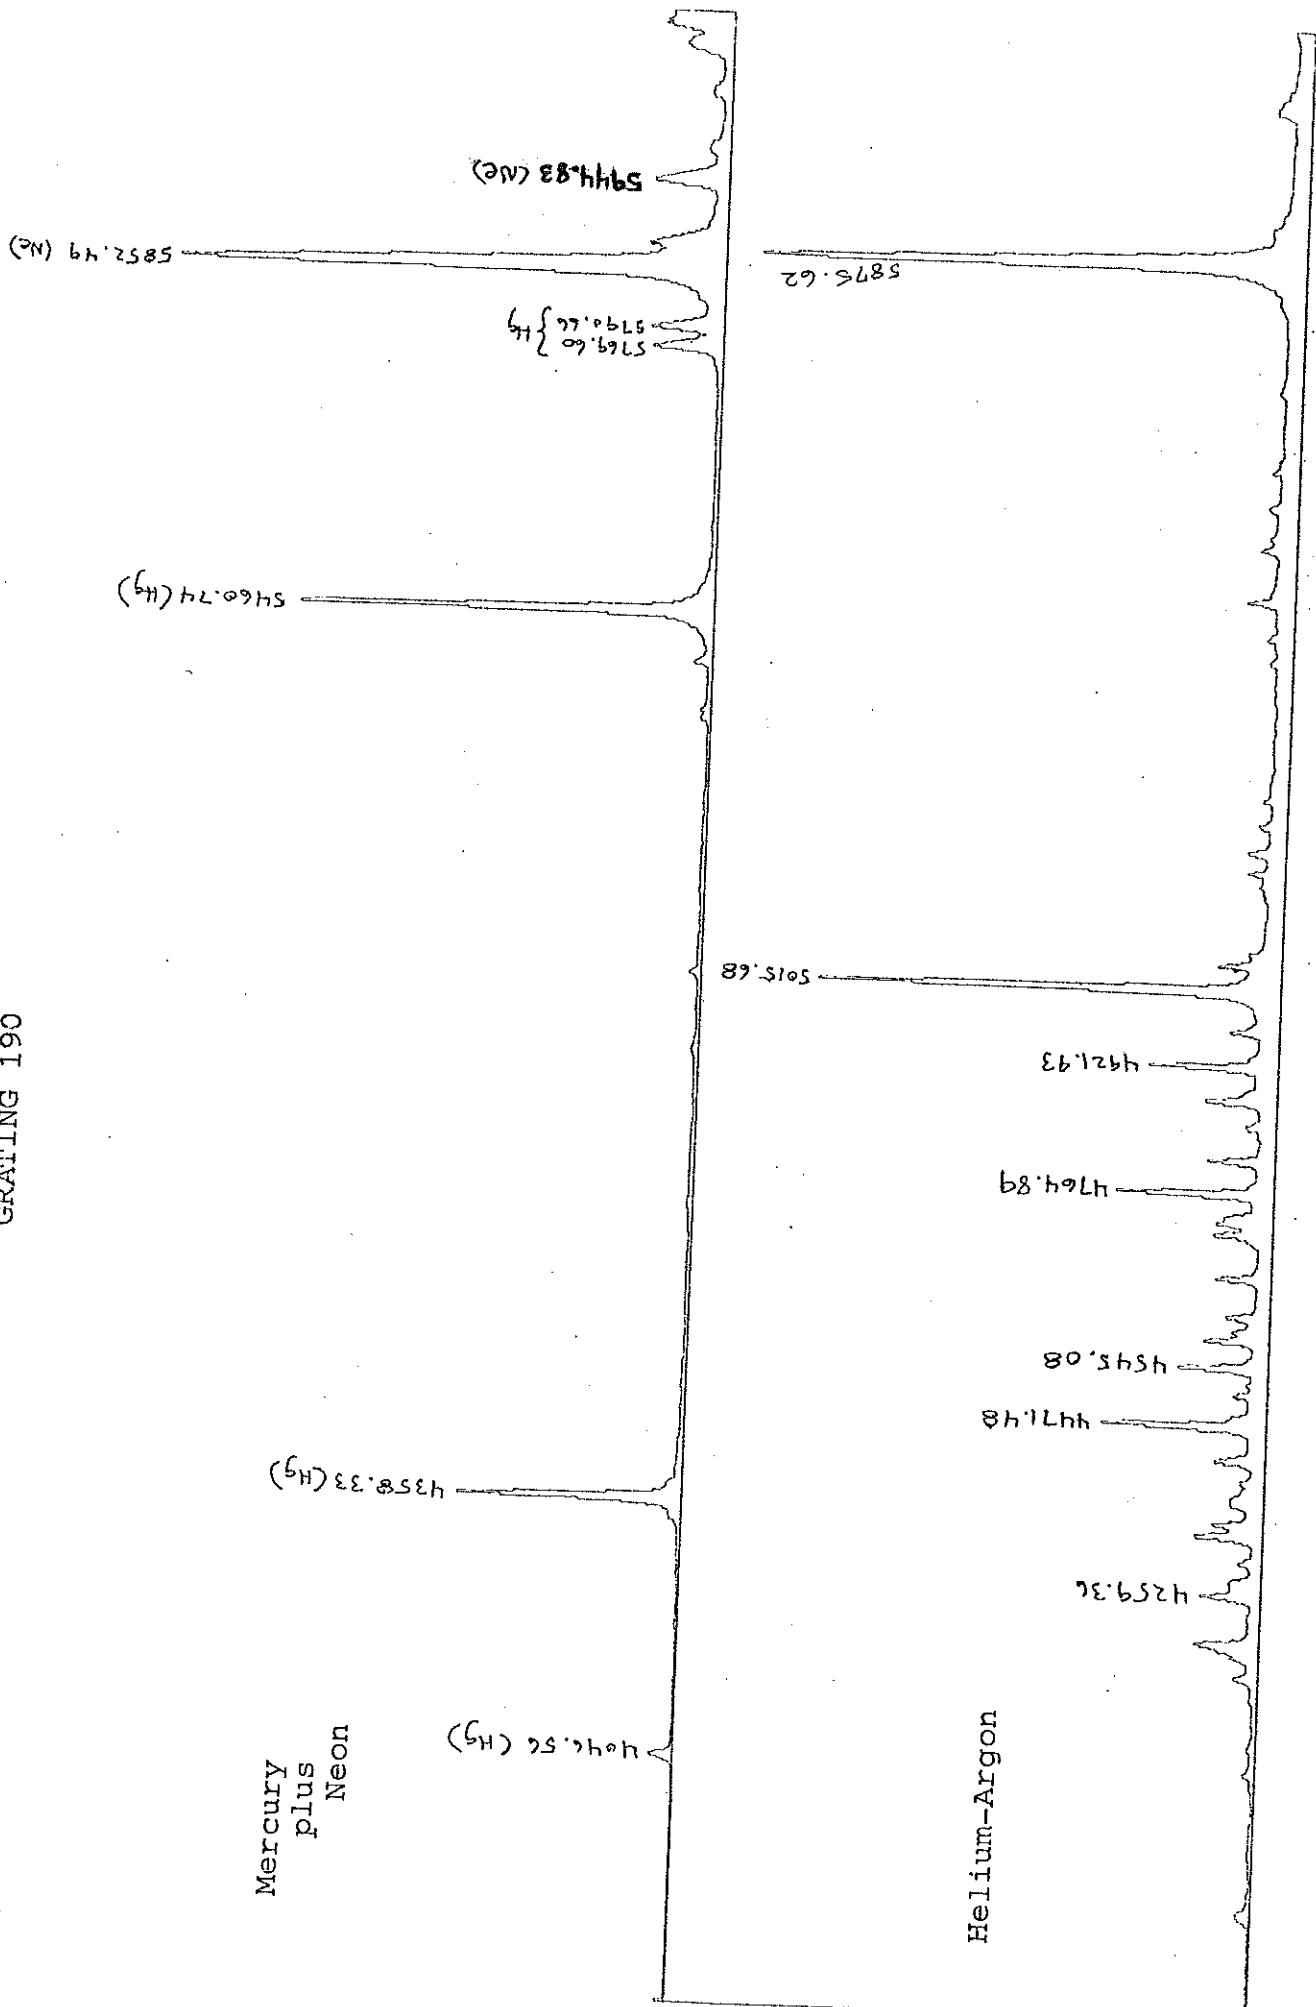 GRATING 190
Mercury
plus
Neon
4046.56 (Hg)
4358.33 (Hg)
5460.74 (Hg)
5769.60
5790.66
} Hg
5852.49 (Ne)
5944.83 (Ne)
Helium-Argon
4259.36
4471.48
4545.08
4764.89
4921.93
5015.68
5875.62